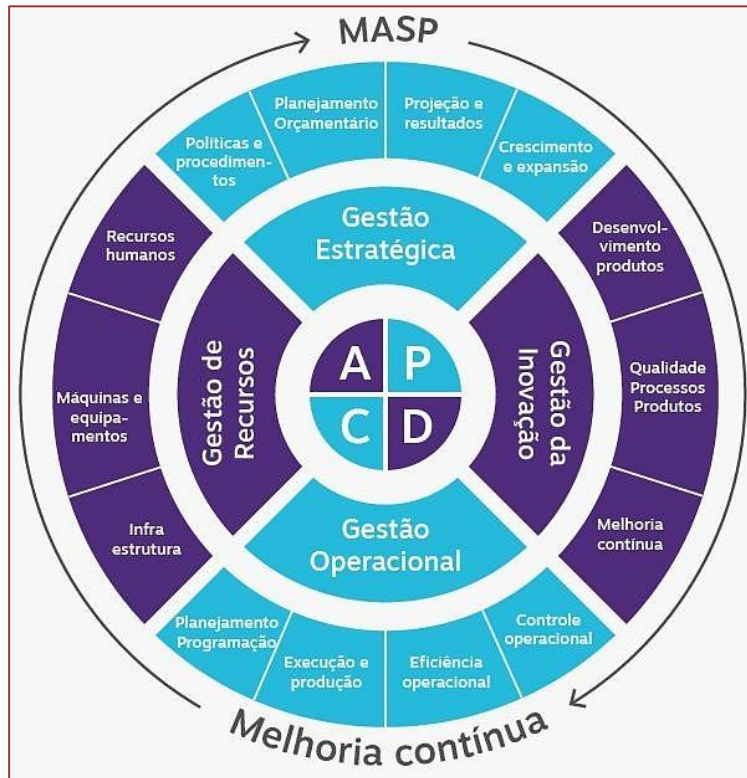 MASP
Políticas e
procedimen-
tos
Planejamento
Orçamentário
Projeção e
resultados
Crescimento
e expansão
Desenvol-
vimento
produtos
Qualidade
Processos
Produtos
Melhoria
contínua
Controle
operacional
Eficiência
operacional
Execução e
produção
Planejamento
Programação
Infra
estrutura
Máquinas e
equipa-
mentos
Recursos
humanos
Gestão
Estratégica
Gestão da
Inovação
Gestão
Operacional
Gestão de
Recursos
A P
C D
Melhoria contínua